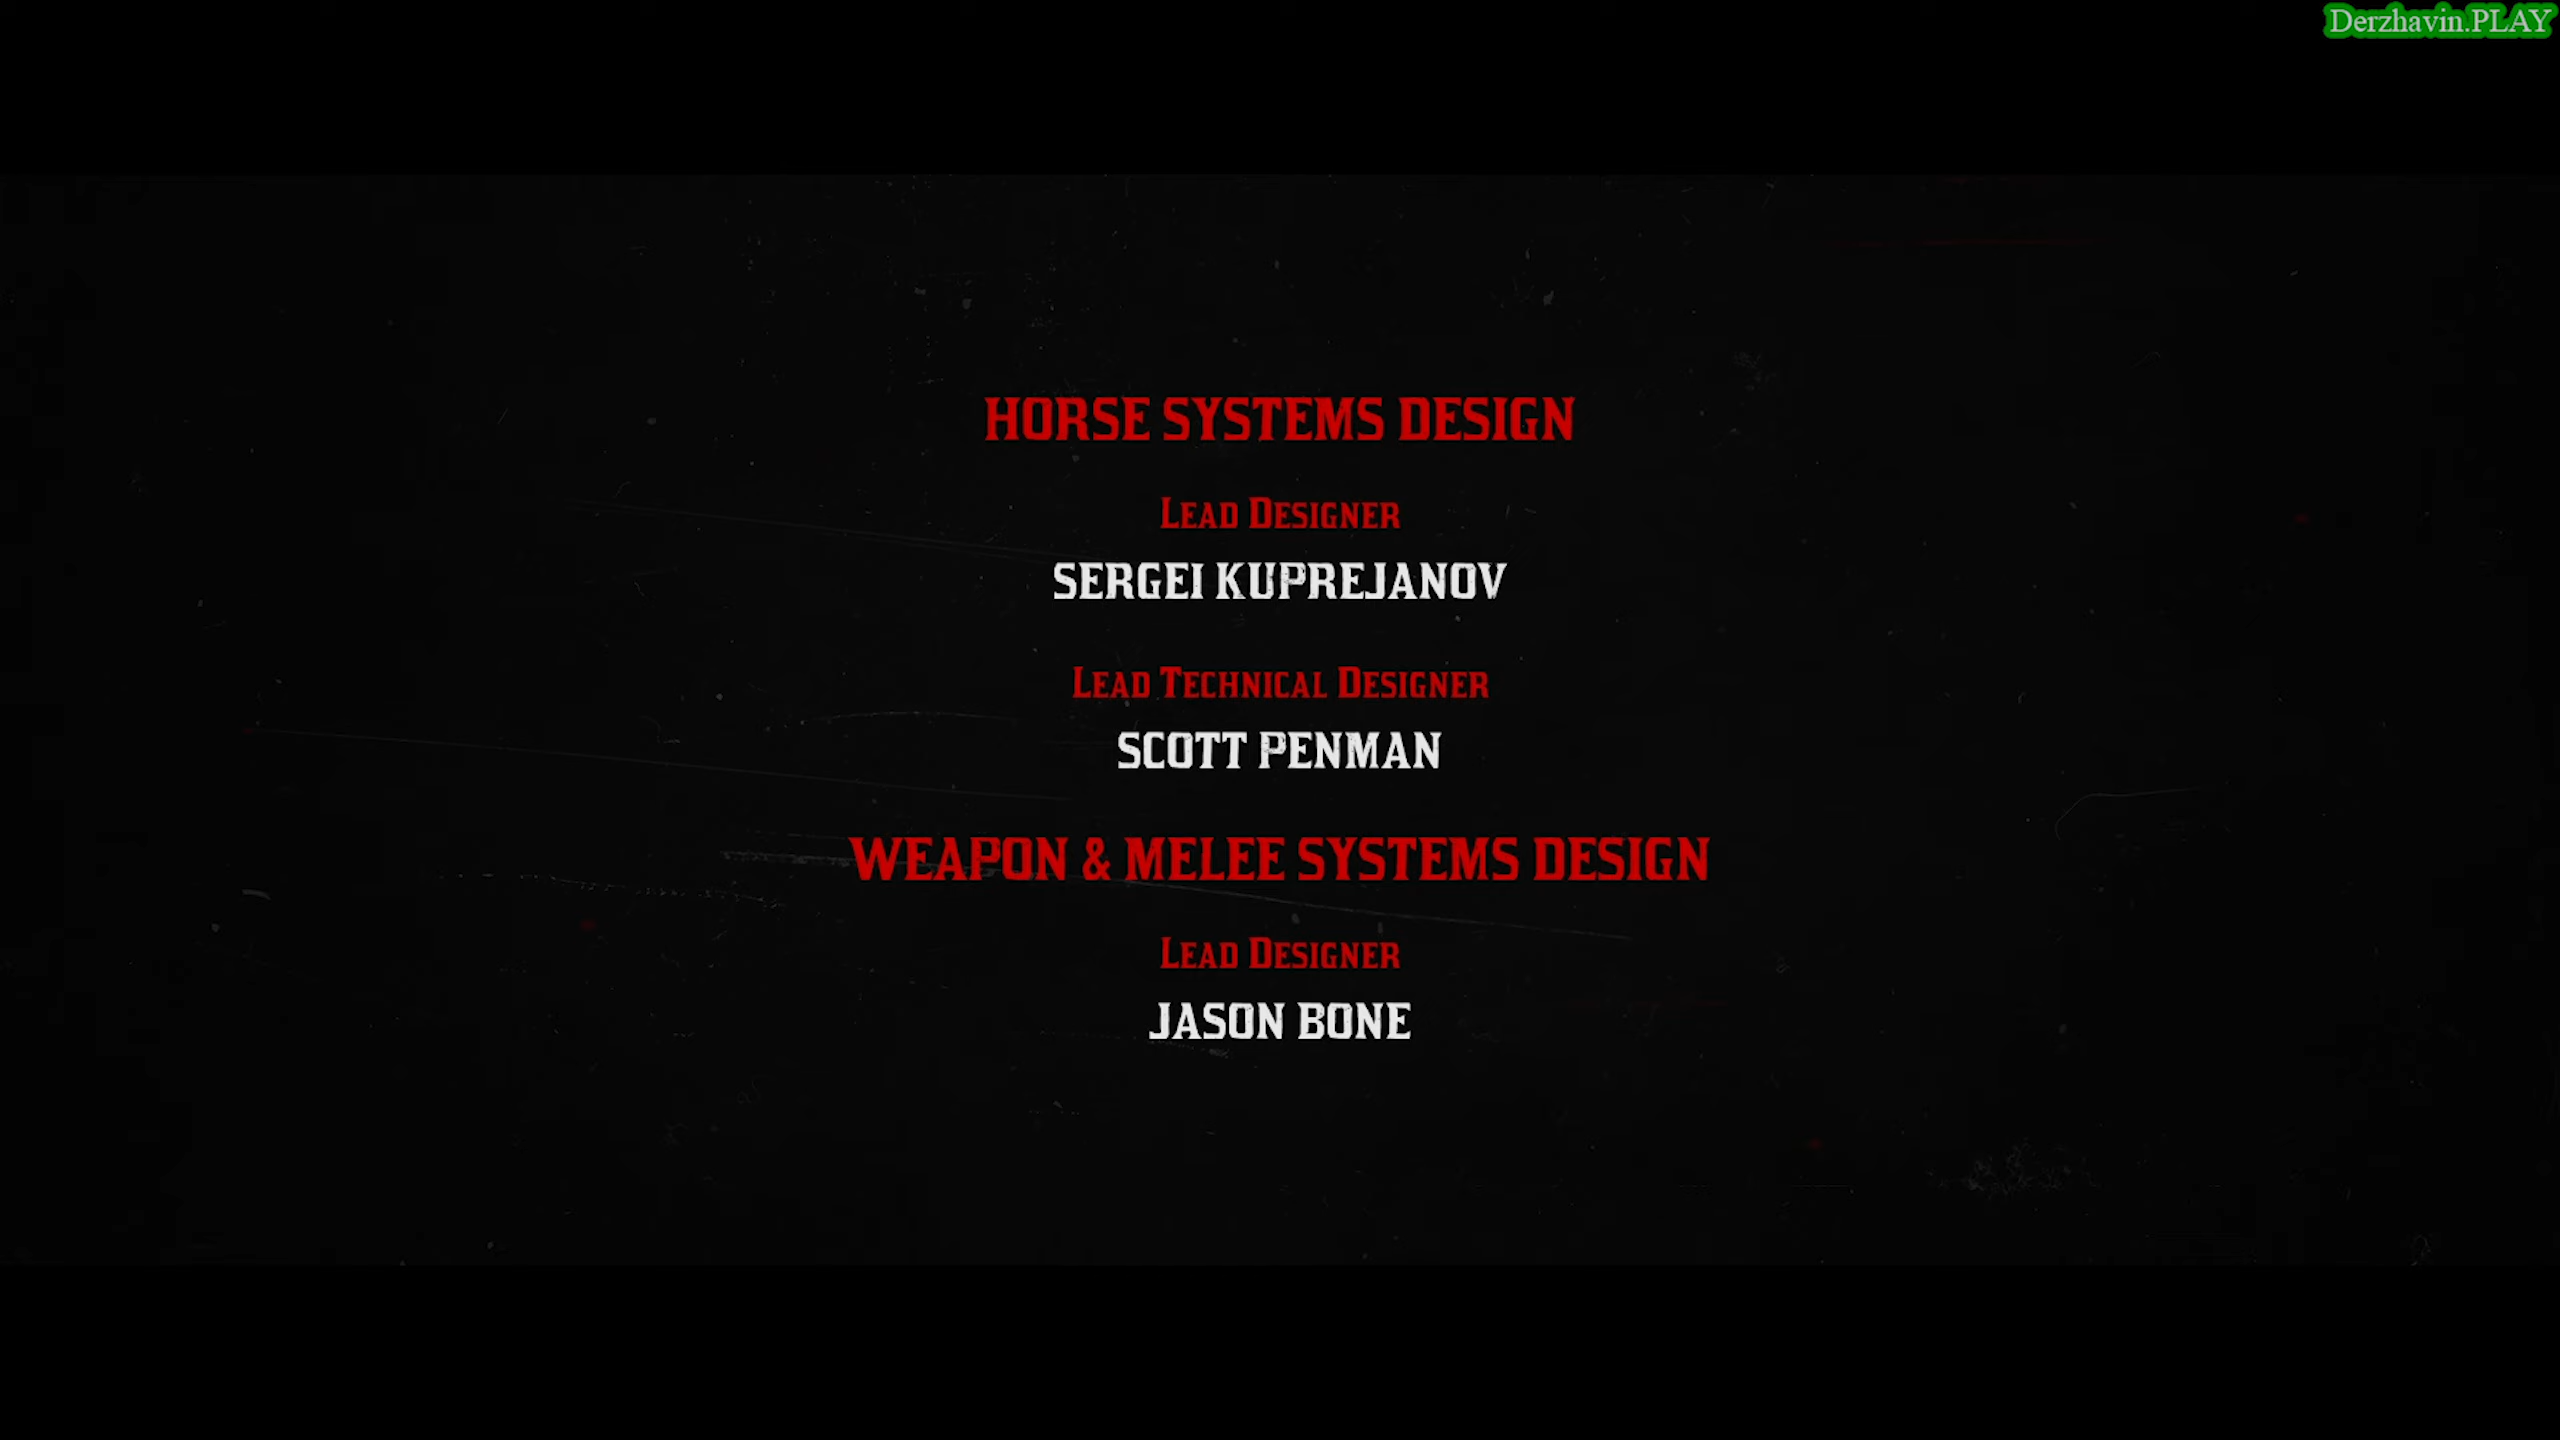 Derzhavin.PLAY
HORSE SYSTEMS DESIGN
LEAD DESIGNER
SERGEI KUPREJANOV
LEAD TECHNICAL DESIGNER
SCOTT PENMAN
WEAPON & MELEE SYSTEMS DESIGN
LEAD DESIGNER
JASON BONE